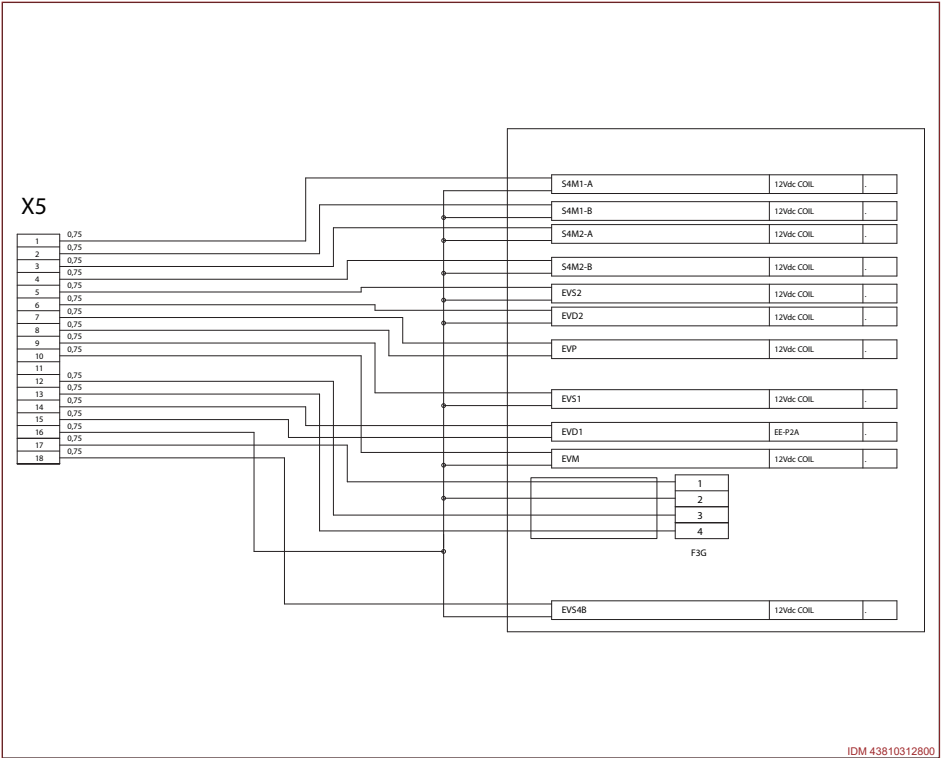 X5
1 0,75
2 0,75
3 0,75
4 0,75
5 0,75
6 0,75
7 0,75
8 0,75
9 0,75
10 0,75
11
12 0,75
13 0,75
14 0,75
15 0,75
16 0,75
17 0,75
18 0,75
S4M1-A 12Vdc COIL .
S4M1-B 12Vdc COIL .
S4M2-A 12Vdc COIL .
S4M2-B 12Vdc COIL .
EVS2 12Vdc COIL .
EVD2 12Vdc COIL .
EVP 12Vdc COIL .
EVS1 12Vdc COIL .
EVD1 EE-P2A .
EVM 12Vdc COIL .
1
2
3
4
F3G
EVS4B 12Vdc COIL .
IDM 43810312800